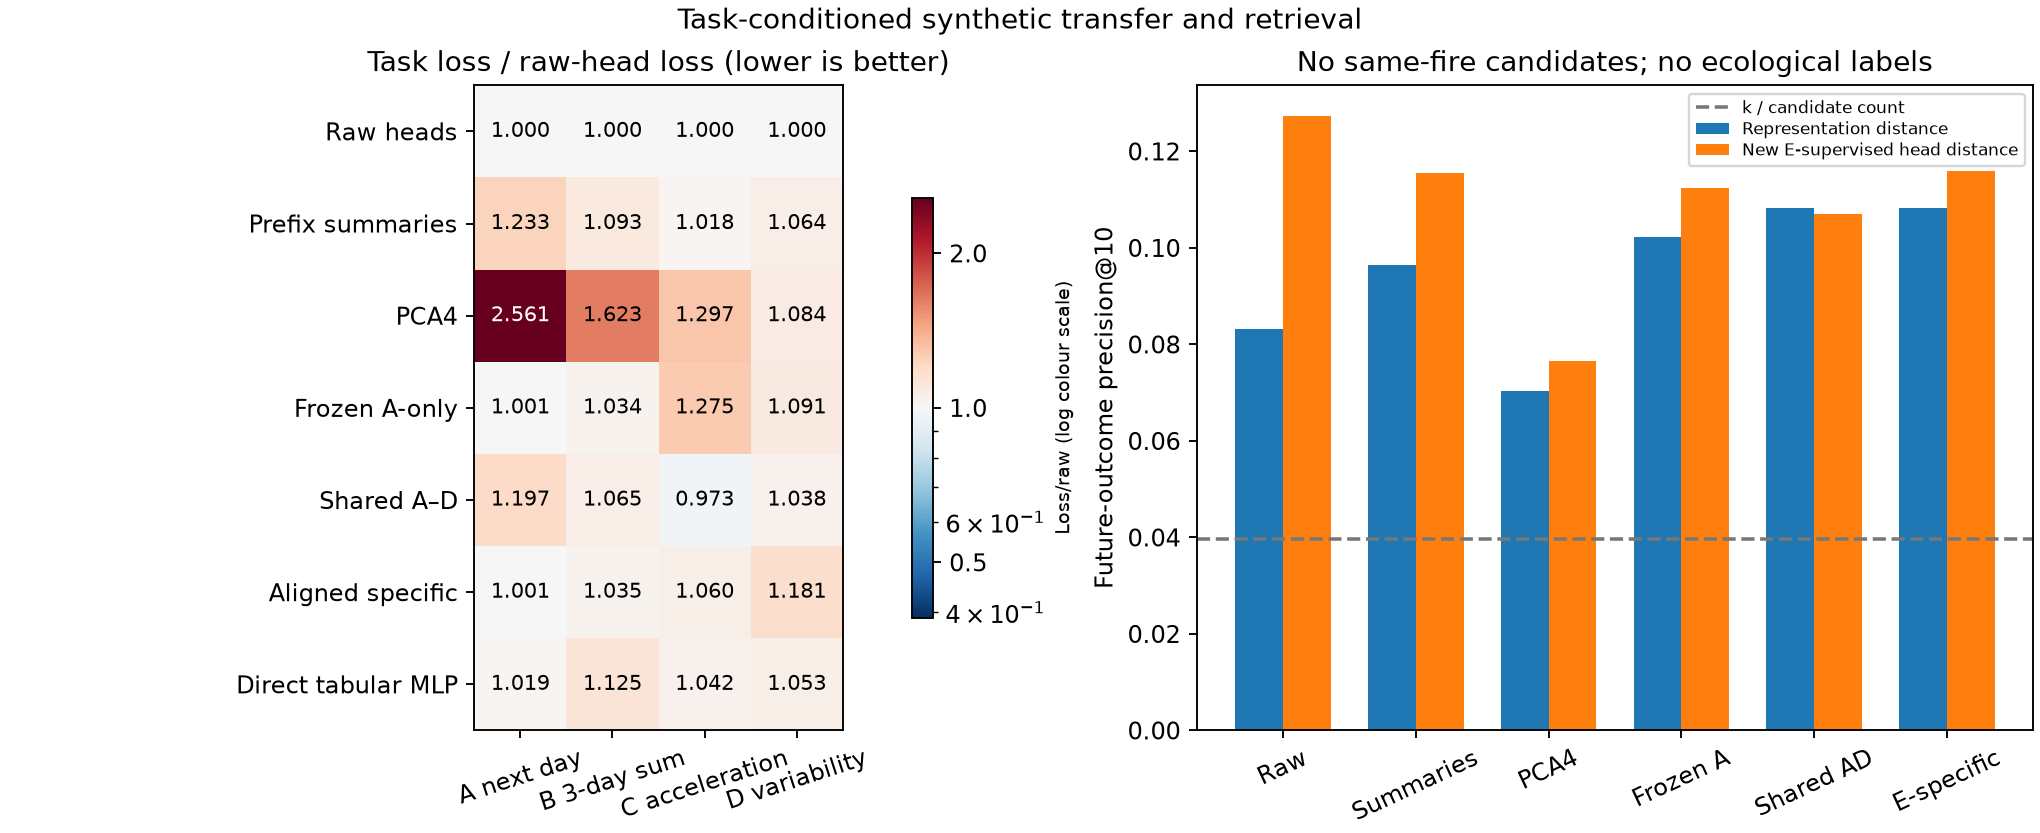 Task-conditioned synthetic transfer and retrieval
Task loss / raw-head loss (lower is better)
Raw heads 1.000 1.000 1.000 1.000
Prefix summaries 1.233 1.093 1.018 1.064
PCA4 2.561 1.623 1.297 1.084
Frozen A-only 1.001 1.034 1.275 1.091
Shared A–D 1.197 1.065 0.973 1.038
Aligned specific 1.001 1.035 1.060 1.181
Direct tabular MLP 1.019 1.125 1.042 1.053
A next day
B 3-day sum
C acceleration
D variability
2.0
1.0
6 × 10⁻¹
0.5
4 × 10⁻¹
Loss/raw (log colour scale)
No same-fire candidates; no ecological labels
k / candidate count
Representation distance
New E-supervised head distance
Future-outcome precision@10
0.12
0.10
0.08
0.06
0.04
0.02
0.00
Raw
Summaries
PCA4
Frozen A
Shared AD
E-specific